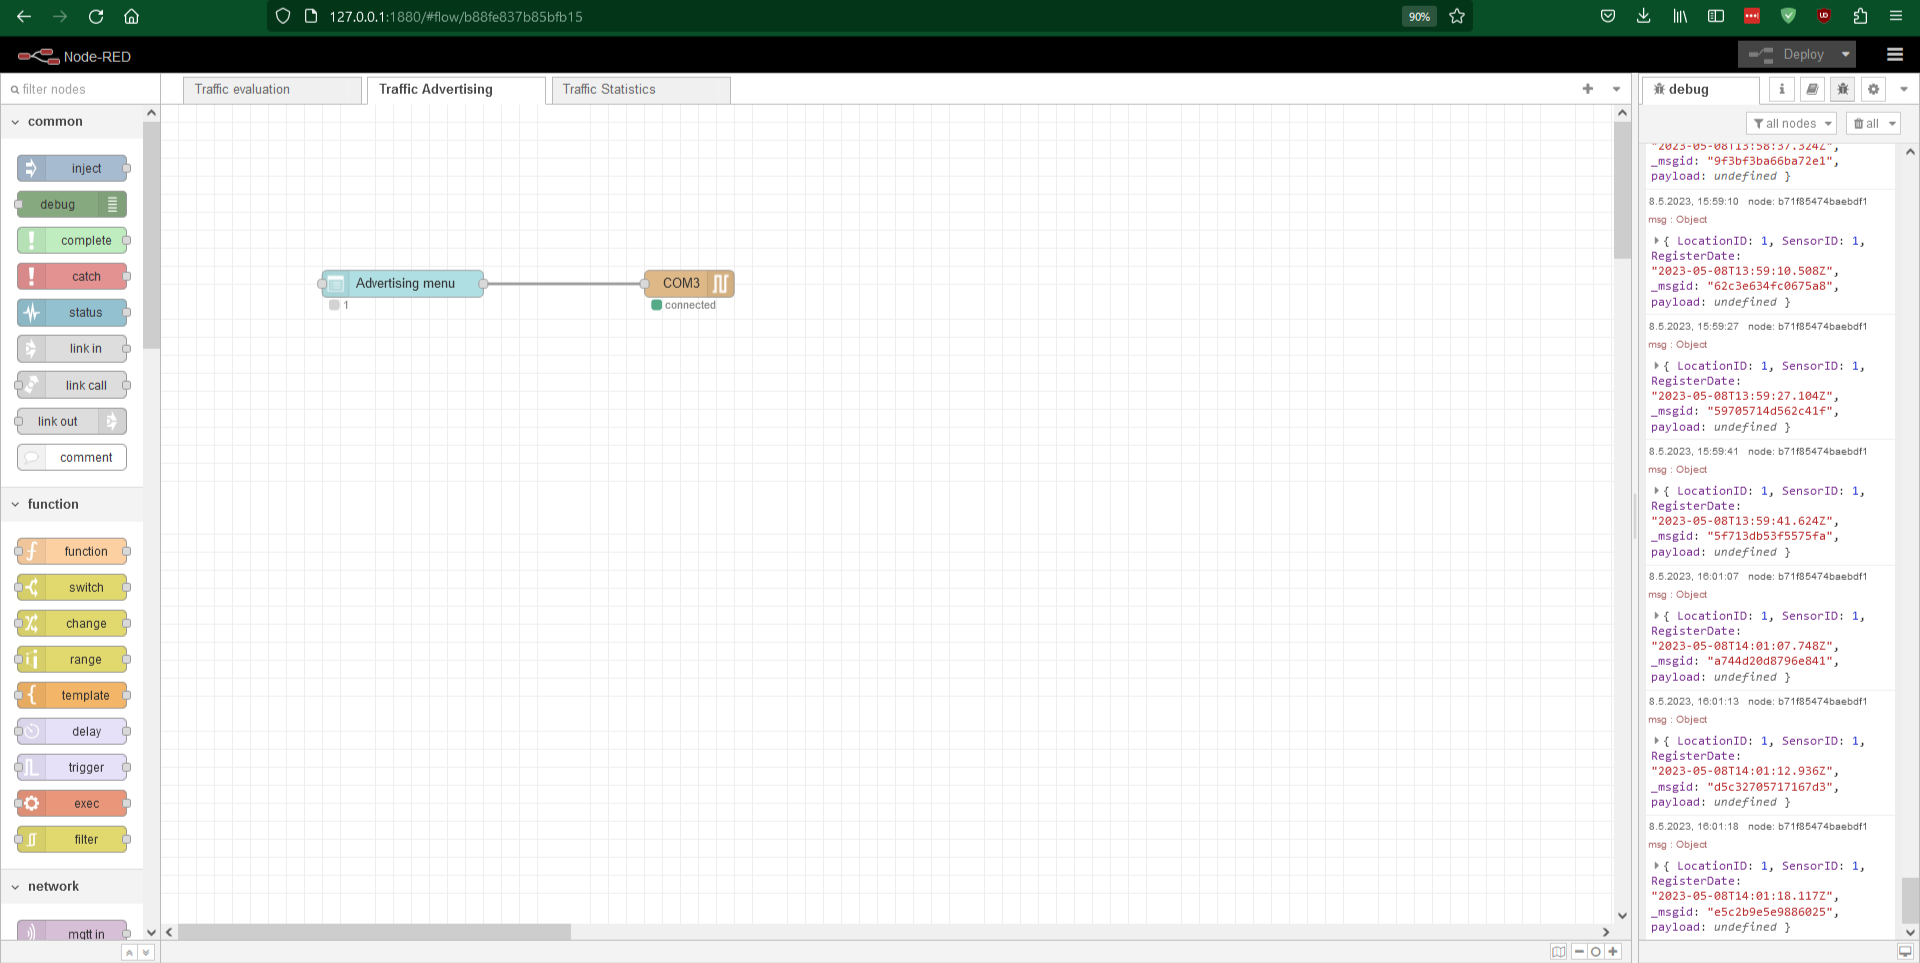 127.0.0.1:1880/#flow/b88fe837b85bfb15
90%
Node-RED
Deploy
filter nodes
Traffic evaluation
Traffic Advertising
Traffic Statistics
debug
i
all nodes
all
common
inject
debug
complete
catch
status
link in
link call
link out
comment
function
function
switch
change
range
template
delay
trigger
exec
filter
network
mqtt in
Advertising menu
1
COM3
connected
"2023-05-08T13:58:37.324Z",
_msgid: "9f3bf3ba66ba72e1",
payload: undefined }
8.5.2023, 15:59:10 node: b71f85474baebdf1
msg : Object
{ LocationID: 1, SensorID: 1,
RegisterDate:
"2023-05-08T13:59:10.508Z",
_msgid: "62c3e634fc0675a8",
payload: undefined }
8.5.2023, 15:59:27 node: b71f85474baebdf1
msg : Object
{ LocationID: 1, SensorID: 1,
RegisterDate:
"2023-05-08T13:59:27.104Z",
_msgid: "59705714d562c41f",
payload: undefined }
8.5.2023, 15:59:41 node: b71f85474baebdf1
msg : Object
{ LocationID: 1, SensorID: 1,
RegisterDate:
"2023-05-08T13:59:41.624Z",
_msgid: "5f713db53f5575fa",
payload: undefined }
8.5.2023, 16:01:07 node: b71f85474baebdf1
msg : Object
{ LocationID: 1, SensorID: 1,
RegisterDate:
"2023-05-08T14:01:07.748Z",
_msgid: "a744d20d8796e841",
payload: undefined }
8.5.2023, 16:01:13 node: b71f85474baebdf1
msg : Object
{ LocationID: 1, SensorID: 1,
RegisterDate:
"2023-05-08T14:01:12.936Z",
_msgid: "d5c32705717167d3",
payload: undefined }
8.5.2023, 16:01:18 node: b71f85474baebdf1
msg : Object
{ LocationID: 1, SensorID: 1,
RegisterDate:
"2023-05-08T14:01:18.117Z",
_msgid: "e5c2b9e5e9886025",
payload: undefined }